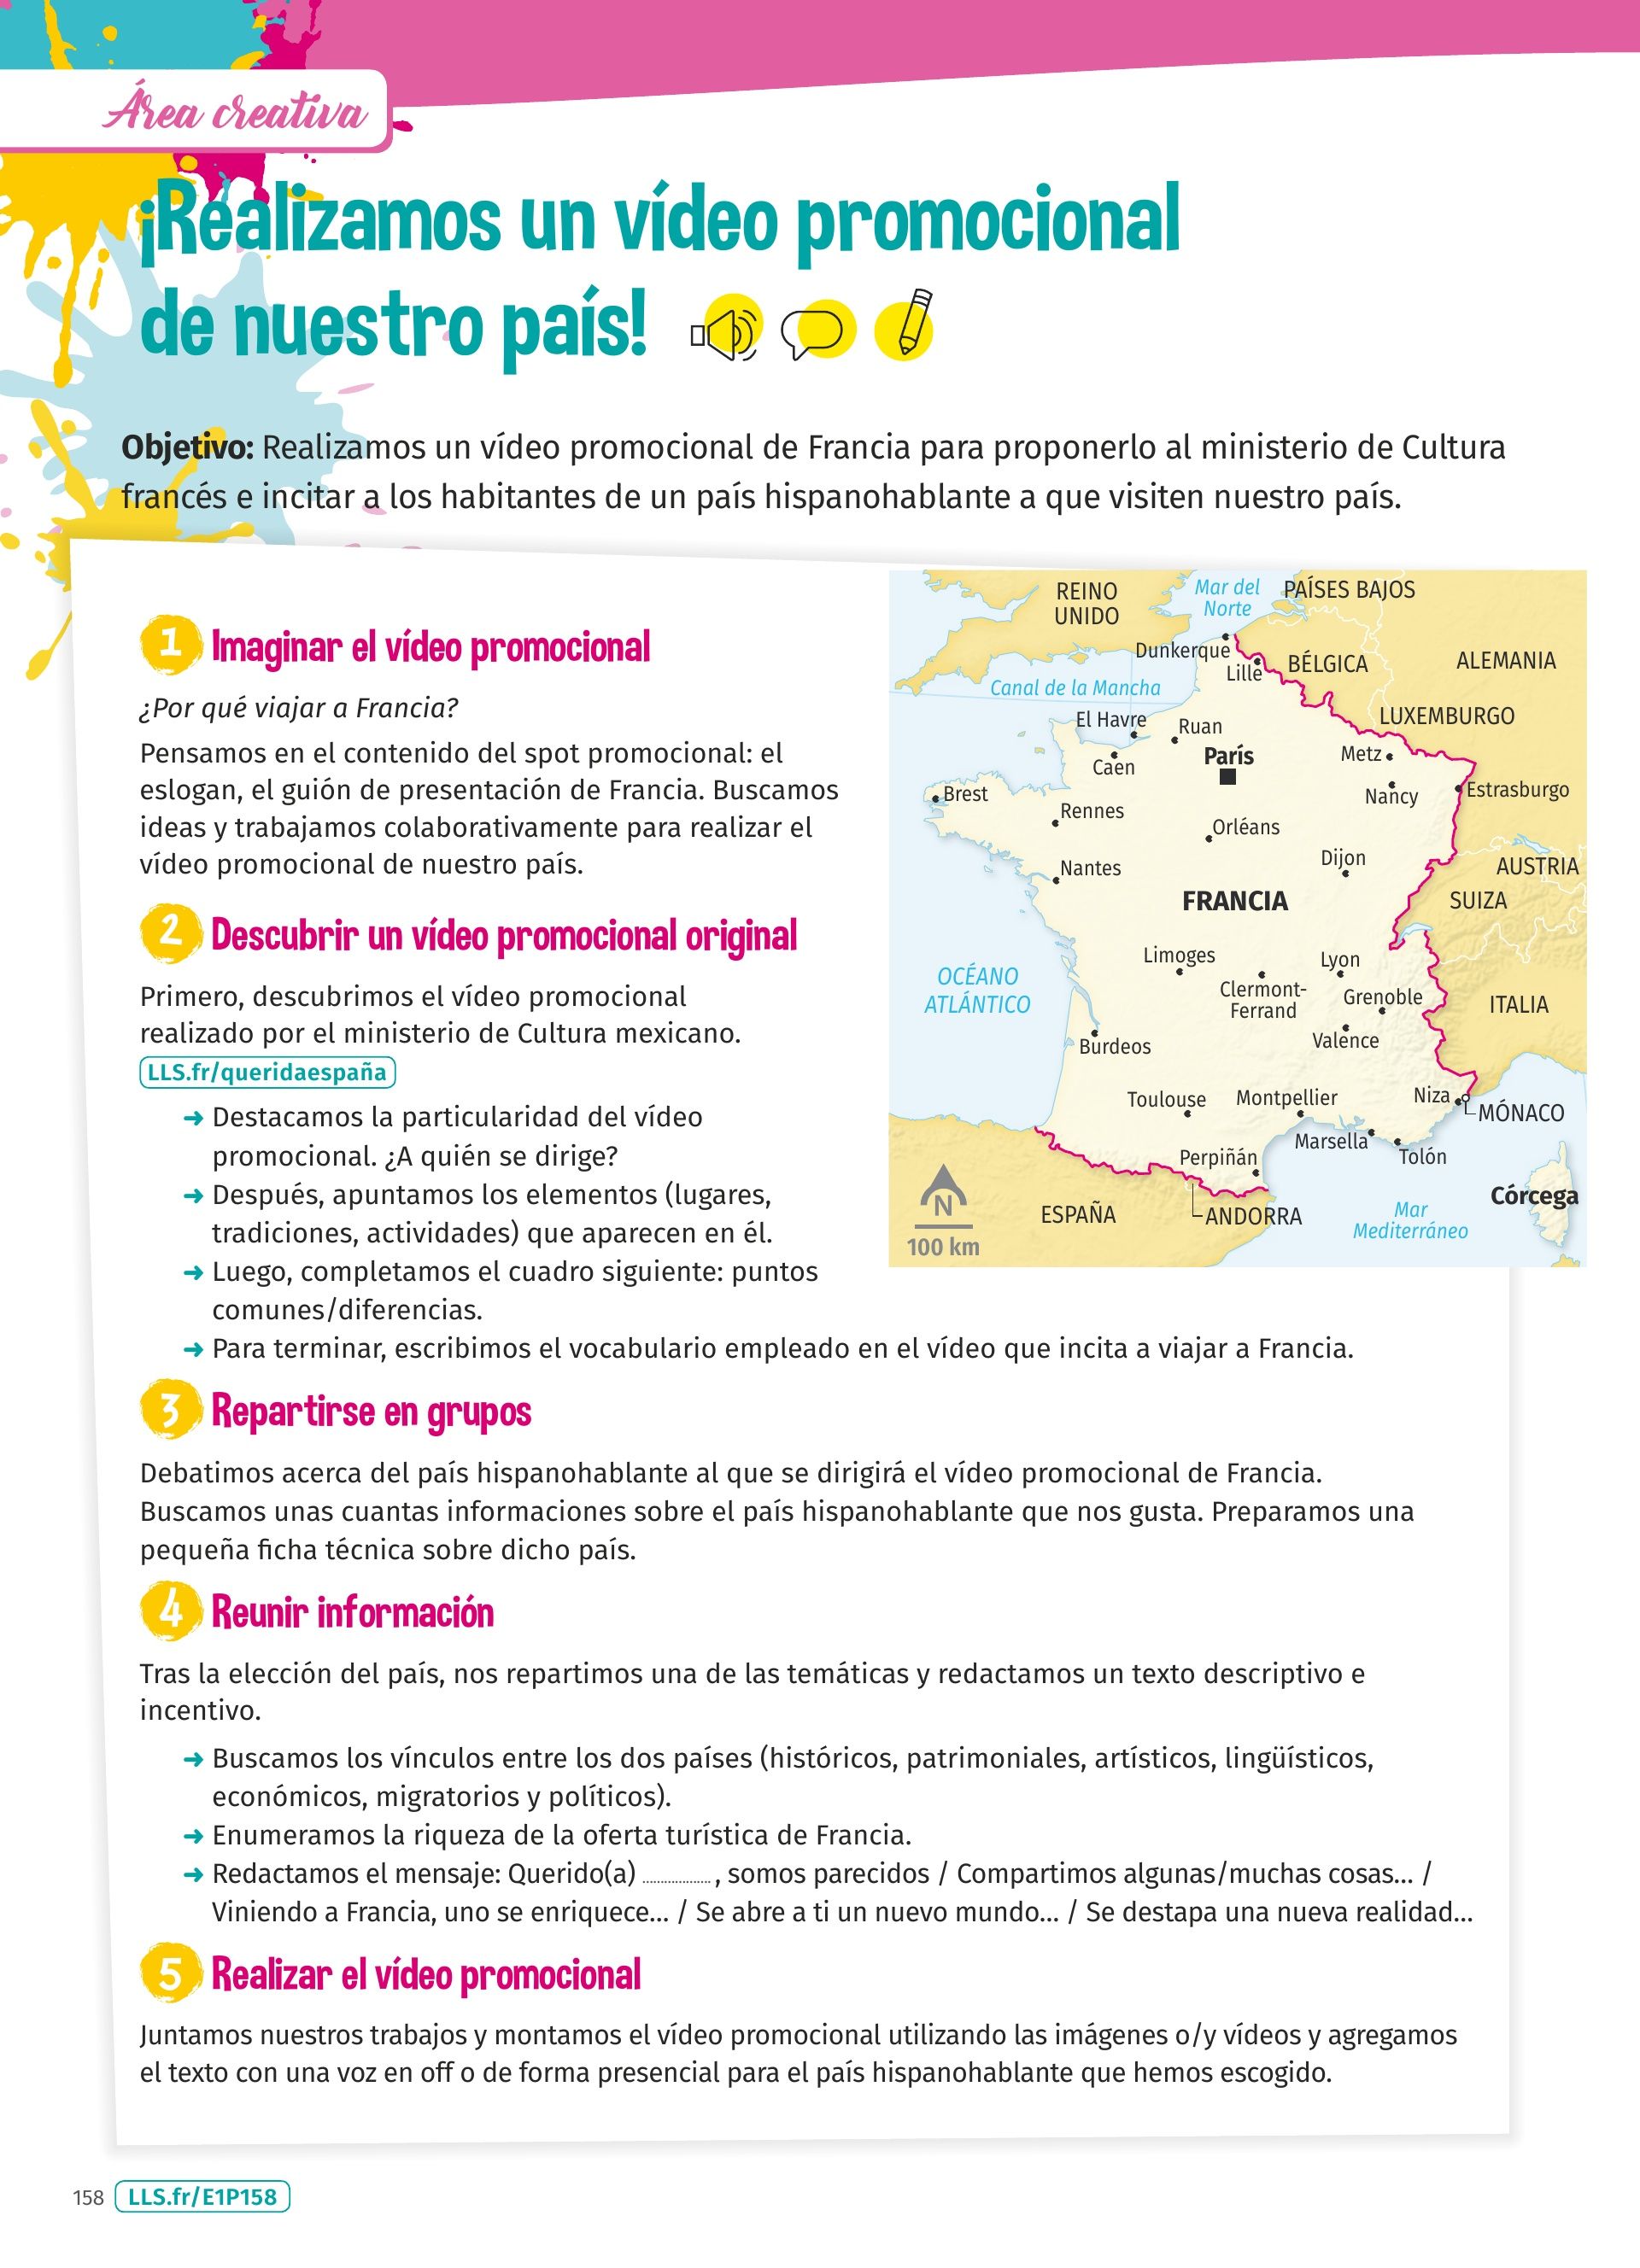 Área creativa
¡Realizamos un vídeo promocional
de nuestro país!
Objetivo: Realizamos un vídeo promocional de Francia para proponerlo al ministerio de Cultura
francés e incitar a los habitantes de un país hispanohablante a que visiten nuestro país.
1 Imaginar el vídeo promocional
¿Por qué viajar a Francia?
Pensamos en el contenido del spot promocional: el
eslogan, el guión de presentación de Francia. Buscamos
ideas y trabajamos colaborativamente para realizar el
vídeo promocional de nuestro país.
2 Descubrir un vídeo promocional original
Primero, descubrimos el vídeo promocional
realizado por el ministerio de Cultura mexicano.
LLS.fr/queridaespaña
➜ Destacamos la particularidad del vídeo
promocional. ¿A quién se dirige?
➜ Después, apuntamos los elementos (lugares,
tradiciones, actividades) que aparecen en él.
➜ Luego, completamos el cuadro siguiente: puntos
comunes/diferencias.
➜ Para terminar, escribimos el vocabulario empleado en el vídeo que incita a viajar a Francia.
REINO
UNIDO
Mar del
Norte
PAÍSES BAJOS
Dunkerque
Lille
BÉLGICA
ALEMANIA
Canal de la Mancha
LUXEMBURGO
El Havre
Ruan
París
Metz
Caen
Nancy
Estrasburgo
Brest
Rennes
Orléans
Dijon
AUSTRIA
Nantes
FRANCIA
SUIZA
Limoges
Lyon
OCÉANO
ATLÁNTICO
Clermont-
Ferrand
Grenoble
ITALIA
Burdeos
Valence
Toulouse
Montpellier
Niza
MÓNACO
Marsella
Tolón
Perpiñán
Córcega
N
100 km
ESPAÑA
ANDORRA
Mar
Mediterráneo
3 Repartirse en grupos
Debatimos acerca del país hispanohablante al que se dirigirá el vídeo promocional de Francia.
Buscamos unas cuantas informaciones sobre el país hispanohablante que nos gusta. Preparamos una
pequeña ficha técnica sobre dicho país.
4 Reunir información
Tras la elección del país, nos repartimos una de las temáticas y redactamos un texto descriptivo e
incentivo.
➜ Buscamos los vínculos entre los dos países (históricos, patrimoniales, artísticos, lingüísticos,
económicos, migratorios y políticos).
➜ Enumeramos la riqueza de la oferta turística de Francia.
➜ Redactamos el mensaje: Querido(a) .................. , somos parecidos / Compartimos algunas/muchas cosas... /
Viniendo a Francia, uno se enriquece... / Se abre a ti un nuevo mundo... / Se destapa una nueva realidad...
5 Realizar el vídeo promocional
Juntamos nuestros trabajos y montamos el vídeo promocional utilizando las imágenes o/y vídeos y agregamos
el texto con una voz en off o de forma presencial para el país hispanohablante que hemos escogido.
158 LLS.fr/E1P158